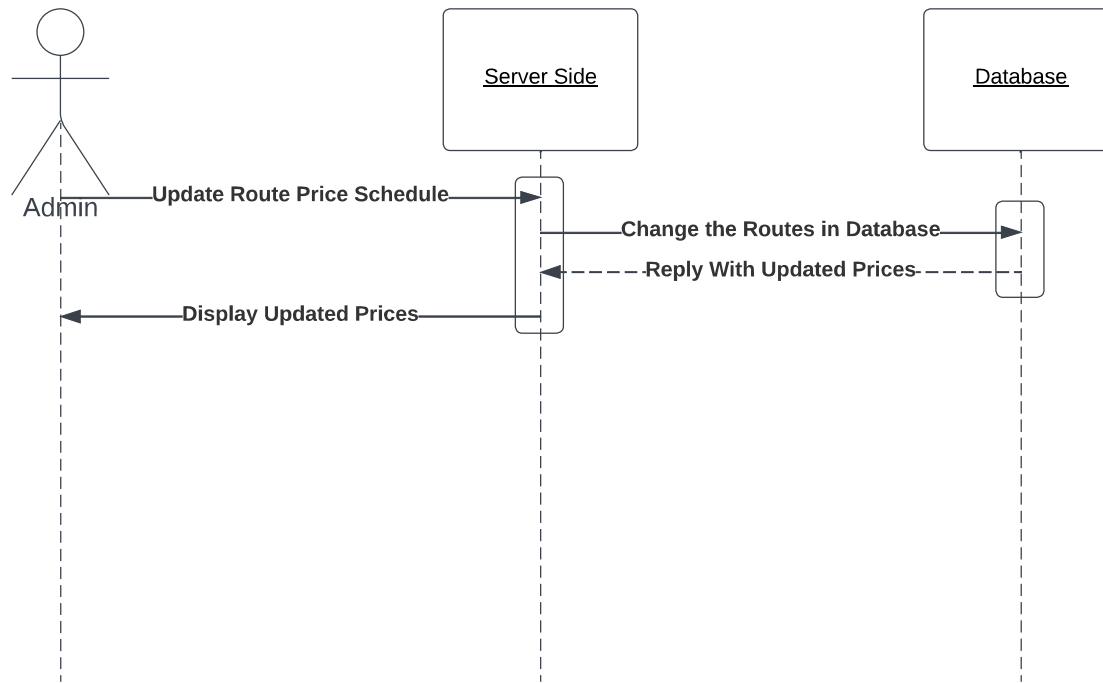 Server Side
Database
Update Route Price Schedule
Admin
Change the Routes in Database
Reply With Updated Prices
Display Updated Prices